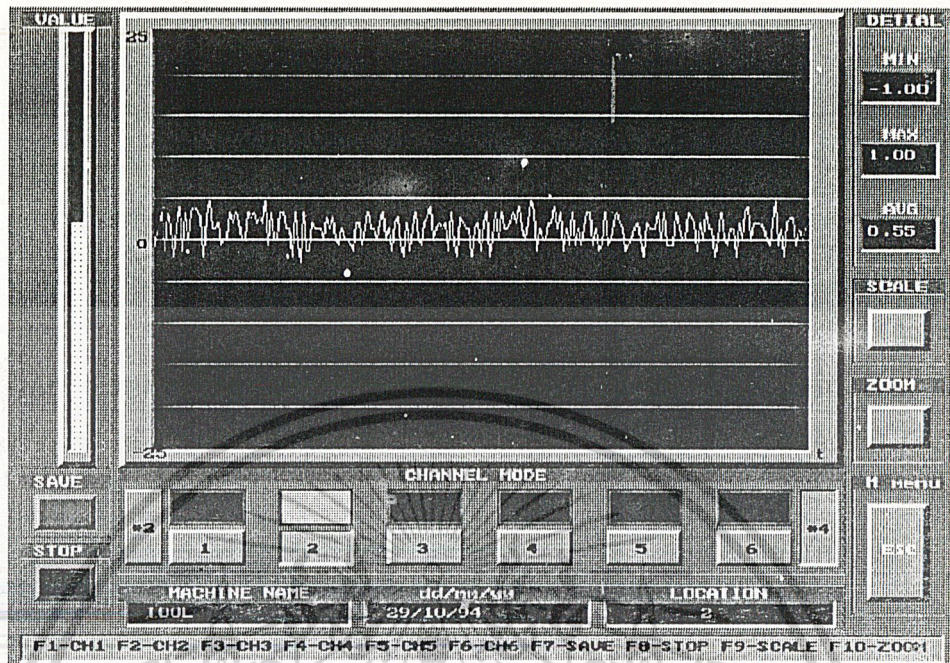 VALUE
DETIAL
25
0
-25
t
MIN
-1.00
MAX
1.00
AVG
0.55
SCALE
ZOOM
SAVE
STOP
CHANNEL MODE
M menu
#2
1
2
3
4
5
6
#4
ESC
MACHINE NAME
dd/mm/yy
LOCATION
TOOL
29/10/94
2
F1-CH1 F2-CH2 F3-CH3 F4-CH4 F5-CH5 F6-CH6 F7-SAVE F8-STOP F9-SCALE F10-ZOOM